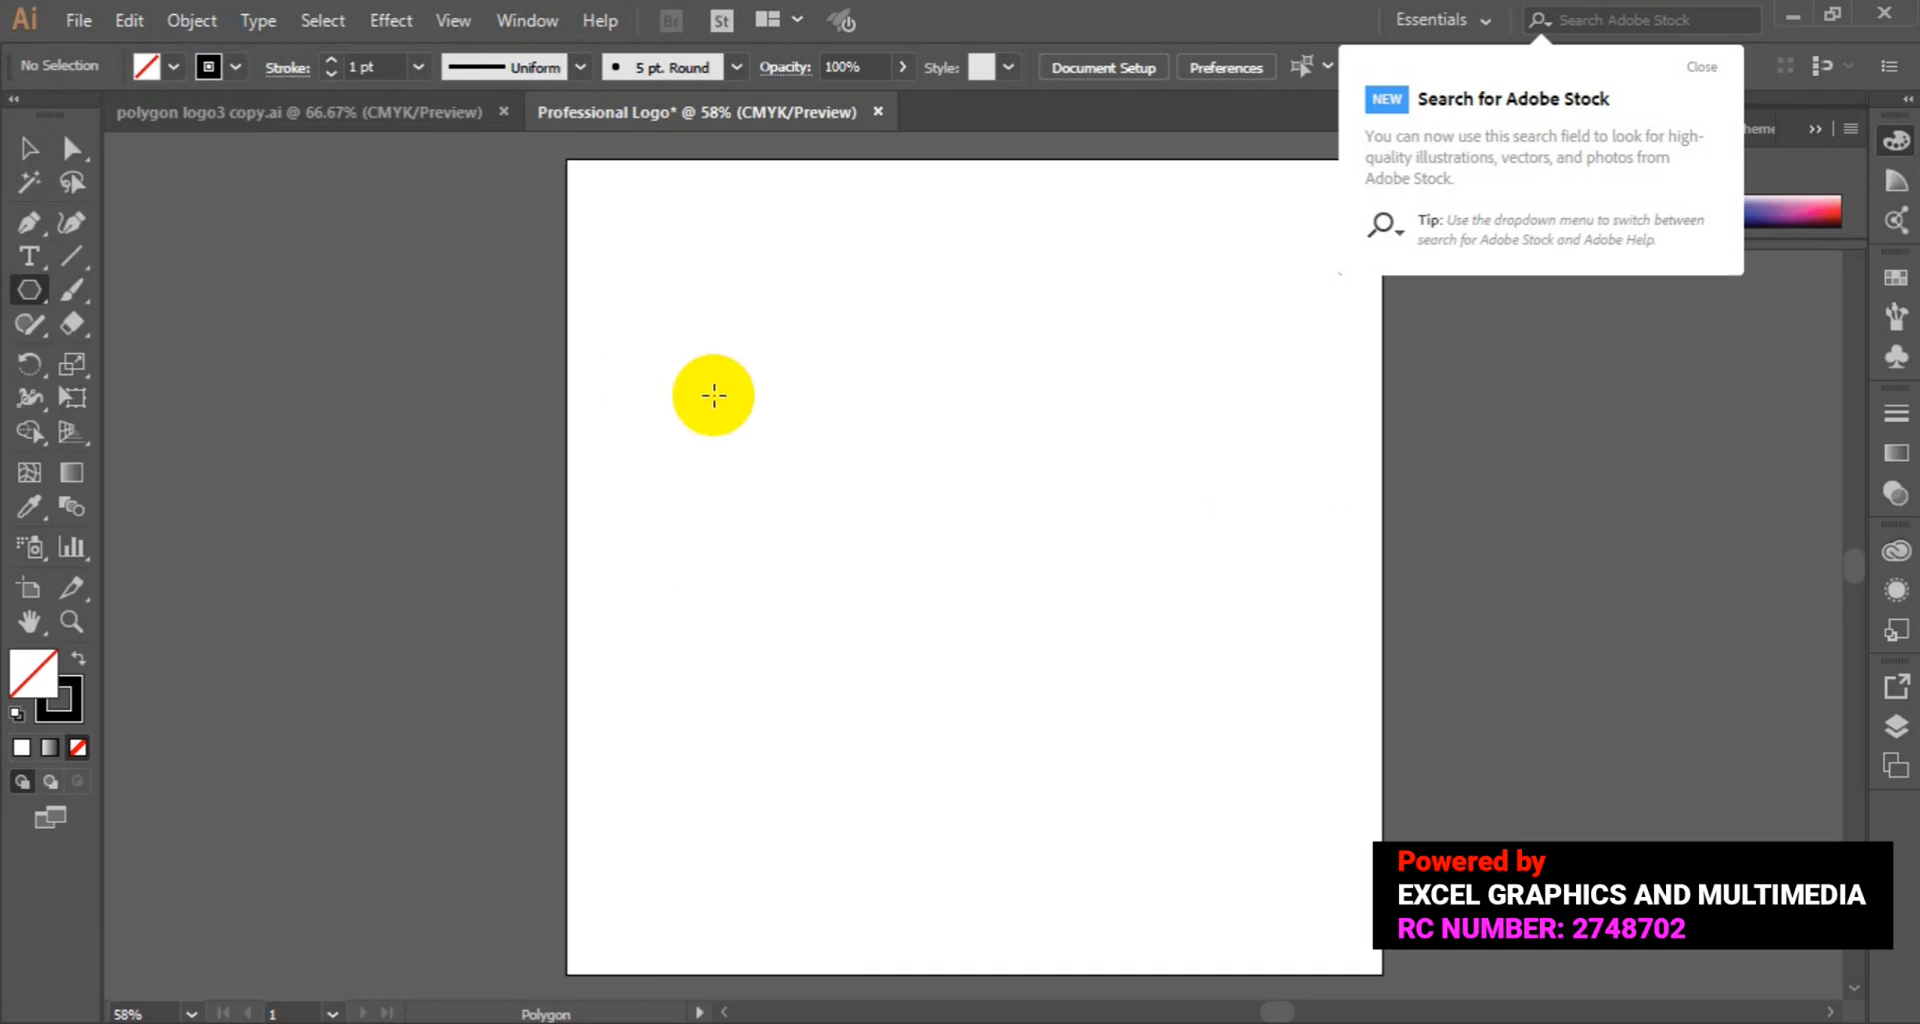 Ai File Edit Object Type Select Effect View Window Help Br St Essentials Search Adobe Stock
No Selection Stroke: 1 pt Uniform 5 pt. Round Opacity: 100% Style: Document Setup Preferences
Close
NEW Search for Adobe Stock
You can now use this search field to look for high-
quality illustrations, vectors, and photos from
Adobe Stock.
Tip: Use the dropdown menu to switch between
search for Adobe Stock and Adobe Help.
polygon logo3 copy.ai @ 66.67% (CMYK/Preview) Professional Logo* @ 58% (CMYK/Preview)
T
Powered by
EXCEL GRAPHICS AND MULTIMEDIA
RC NUMBER: 2748702
58% 1 Polygon